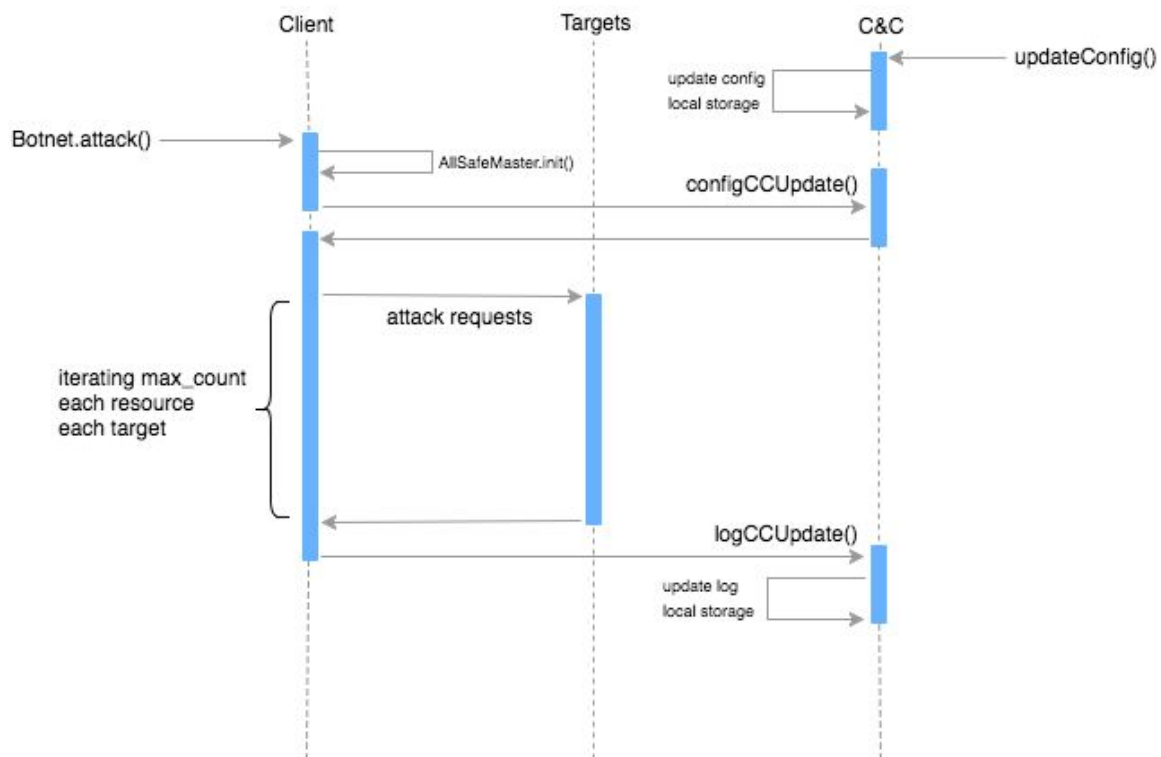 Client
Targets
C&C
updateConfig()
update config
local storage
Botnet.attack()
AllSafeMaster.init()
configCCUpdate()
attack requests
iterating max_count
each resource
each target
logCCUpdate()
update log
local storage